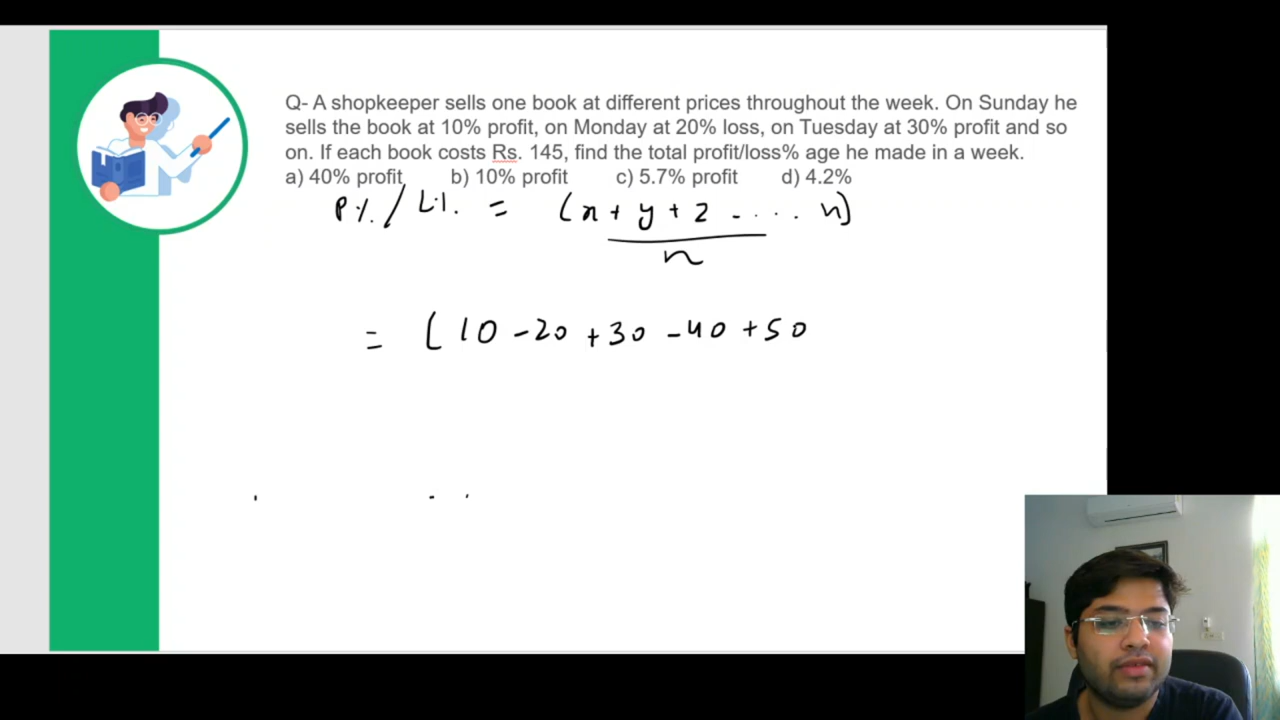 Q- A shopkeeper sells one book at different prices throughout the week. On Sunday he
sells the book at 10% profit, on Monday at 20% loss, on Tuesday at 30% profit and so
on. If each book costs Rs. 145, find the total profit/loss% age he made in a week.
a) 40% profit b) 10% profit c) 5.7% profit d) 4.2%
P%/L% = (x + y + z - .... n)
n
= (10 -20 +30 -40 +50